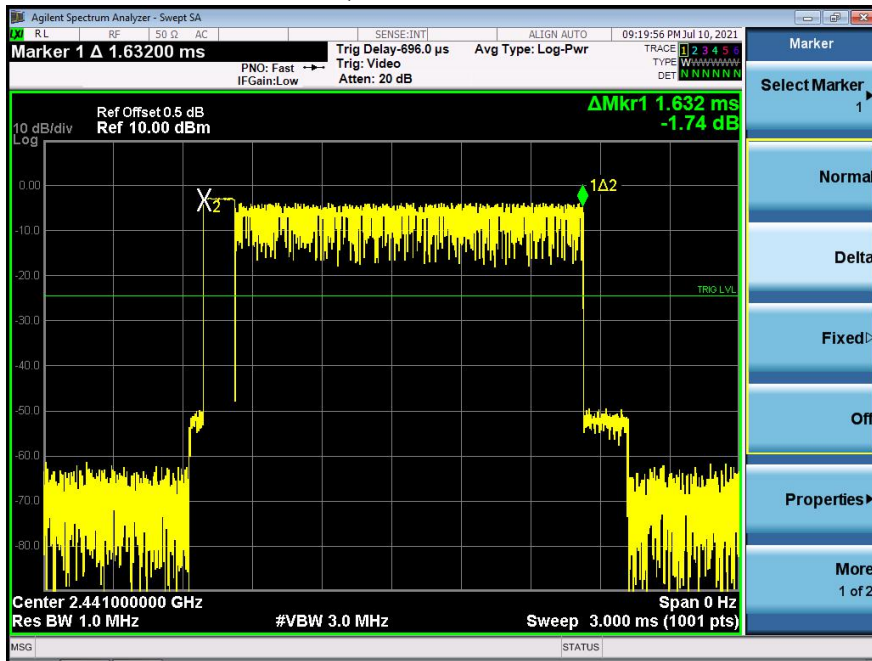 Agilent Spectrum Analyzer - Swept SA
LXI RL RF 50 Ω AC SENSE:INT ALIGN AUTO 09:19:56 PM Jul 10, 2021
Marker 1 Δ 1.63200 ms
Trig Delay-696.0 µs Avg Type: Log-Pwr TRACE 1 2 3 4 5 6
PNO: Fast Trig: Video TYPE W
IFGain:Low Atten: 20 dB DET N N N N N N
Marker
Select Marker
1
Normal
Delta
Fixed
Off
Properties
More
1 of 2
ΔMkr1 1.632 ms
-1.74 dB
Ref Offset 0.5 dB
10 dB/div Ref 10.00 dBm
Log
0.00
-10.0
-20.0
-30.0
-40.0
-50.0
-60.0
-70.0
-80.0
X2
1Δ2
TRIG LVL
Center 2.441000000 GHz Span 0 Hz
Res BW 1.0 MHz #VBW 3.0 MHz Sweep 3.000 ms (1001 pts)
MSG STATUS